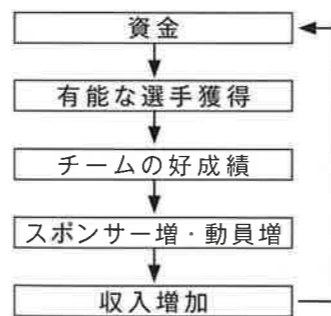 資金
有能な選手獲得
チームの好成績
スポンサー増・動員増
収入増加